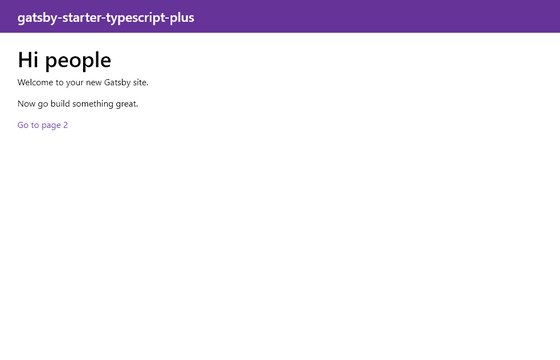 gatsby-starter-typescript-plus
Hi people
Welcome to your new Gatsby site.
Now go build something great.
Go to page 2